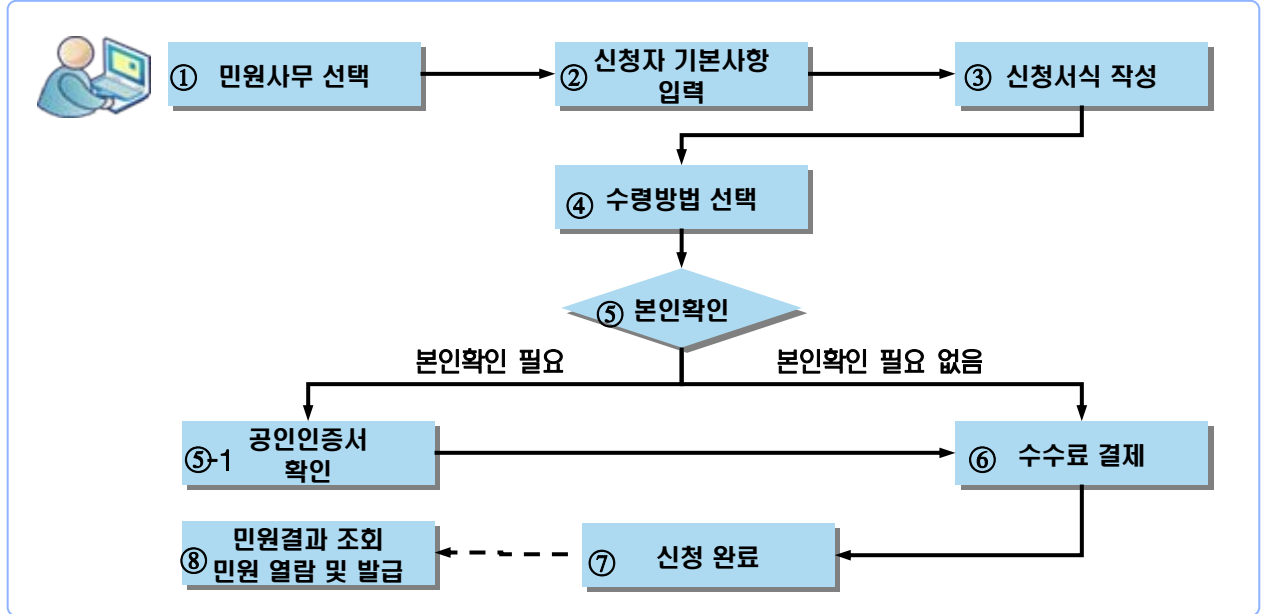 ① 민원사무 선택
② 신청자 기본사항
입력
③ 신청서식 작성
④ 수령방법 선택
⑤ 본인확인
본인확인 필요
본인확인 필요 없음
⑤-1 공인인증서
확인
⑥ 수수료 결제
⑦ 신청 완료
⑧ 민원결과 조회
민원 열람 및 발급